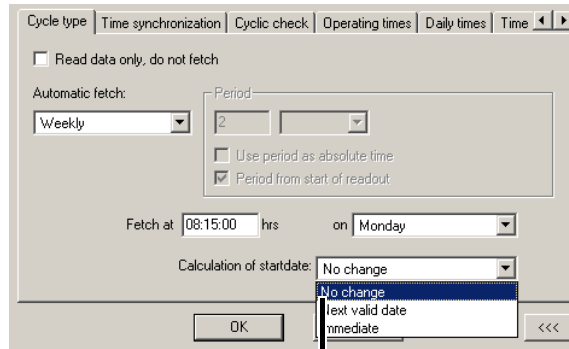 Cycle type Time synchronization Cyclic check Operating times Daily times Time
Read data only, do not fetch
Automatic fetch: Period
Weekly 2
Use period as absolute time
Period from start of readout
Fetch at 08:15:00 hrs on Monday
Calculation of startdate: No change
No change
Next valid date
Immediate
OK <<<